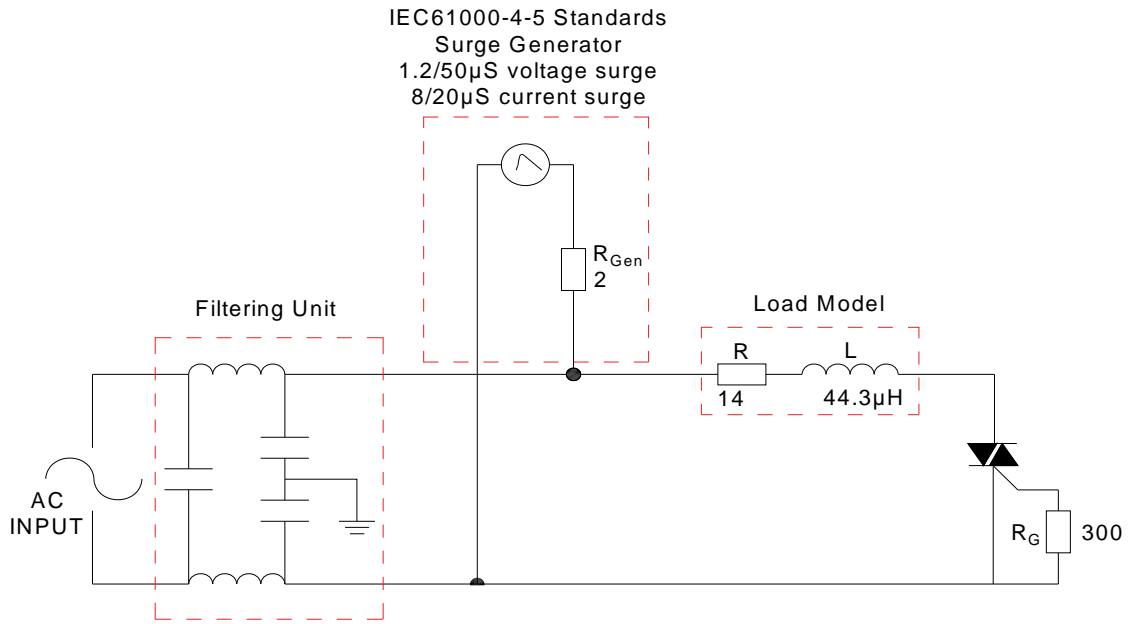 IEC61000-4-5 Standards
Surge Generator
1.2/50µS voltage surge
8/20µS current surge
RGen
2
Filtering Unit
Load Model
R
L
14
44.3µH
AC
INPUT
RG
300